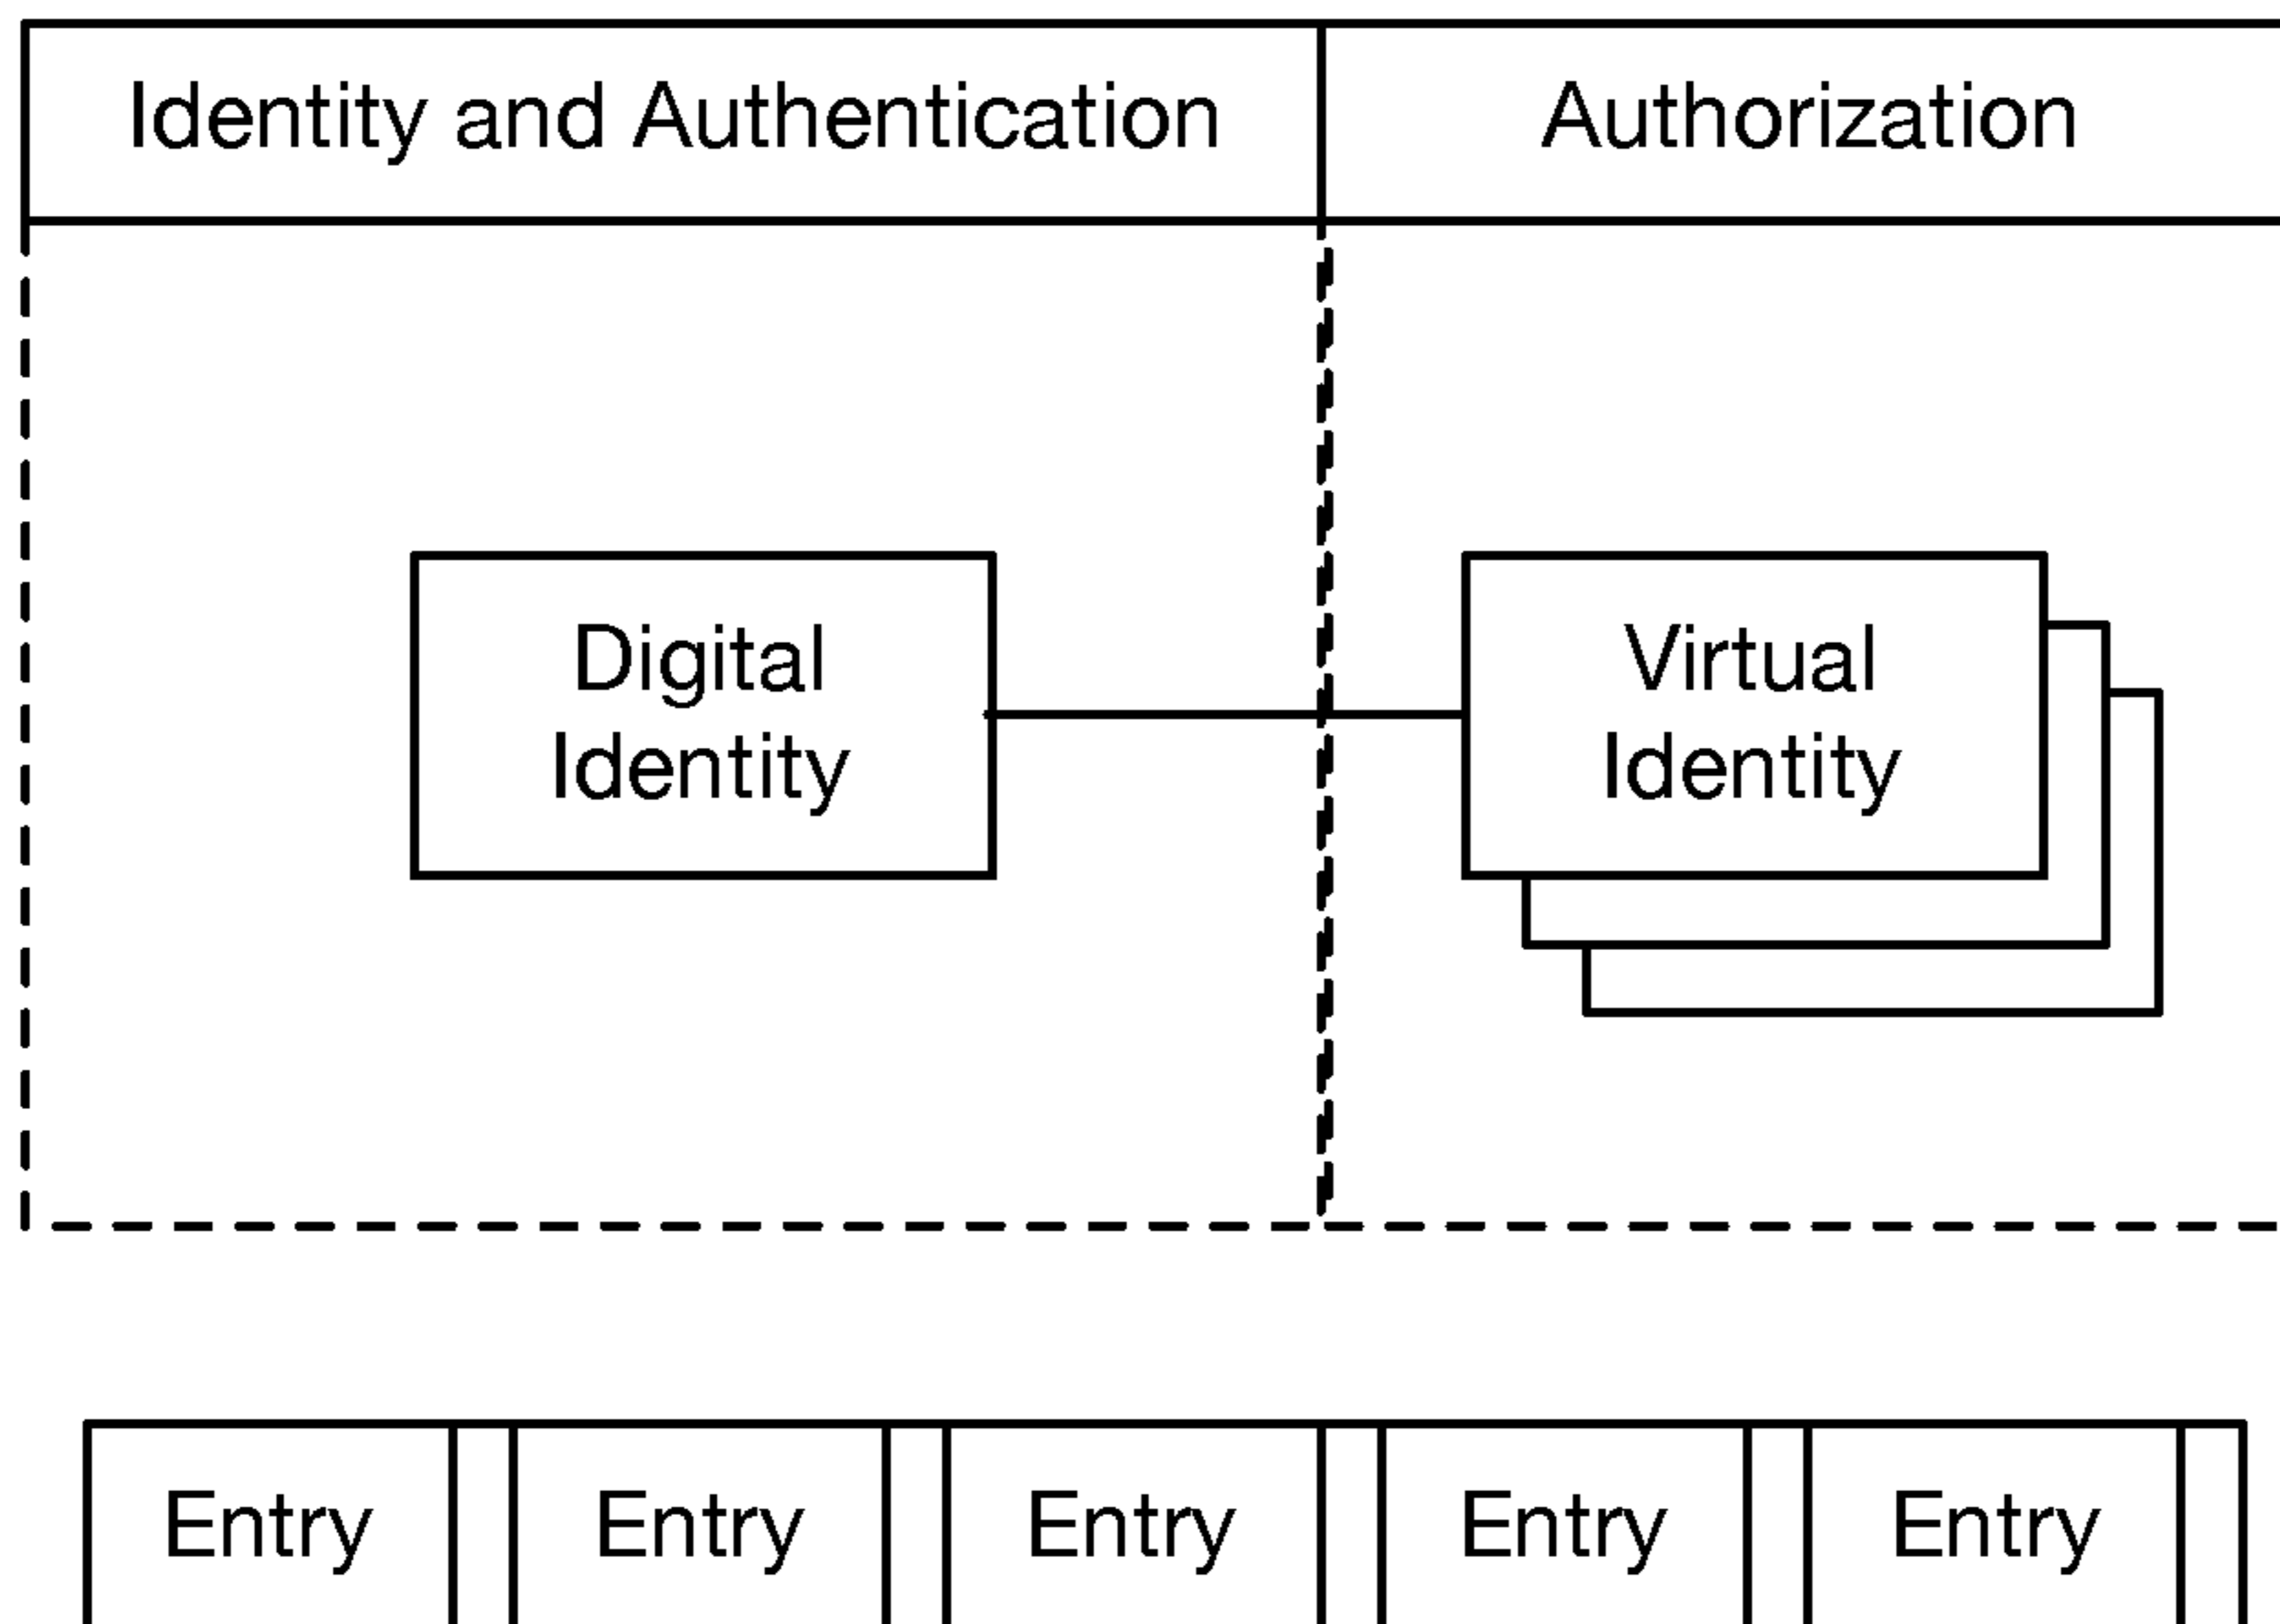 Identity and Authentication
Authorization
Digital
Identity
Virtual
Identity
Entry
Entry
Entry
Entry
Entry